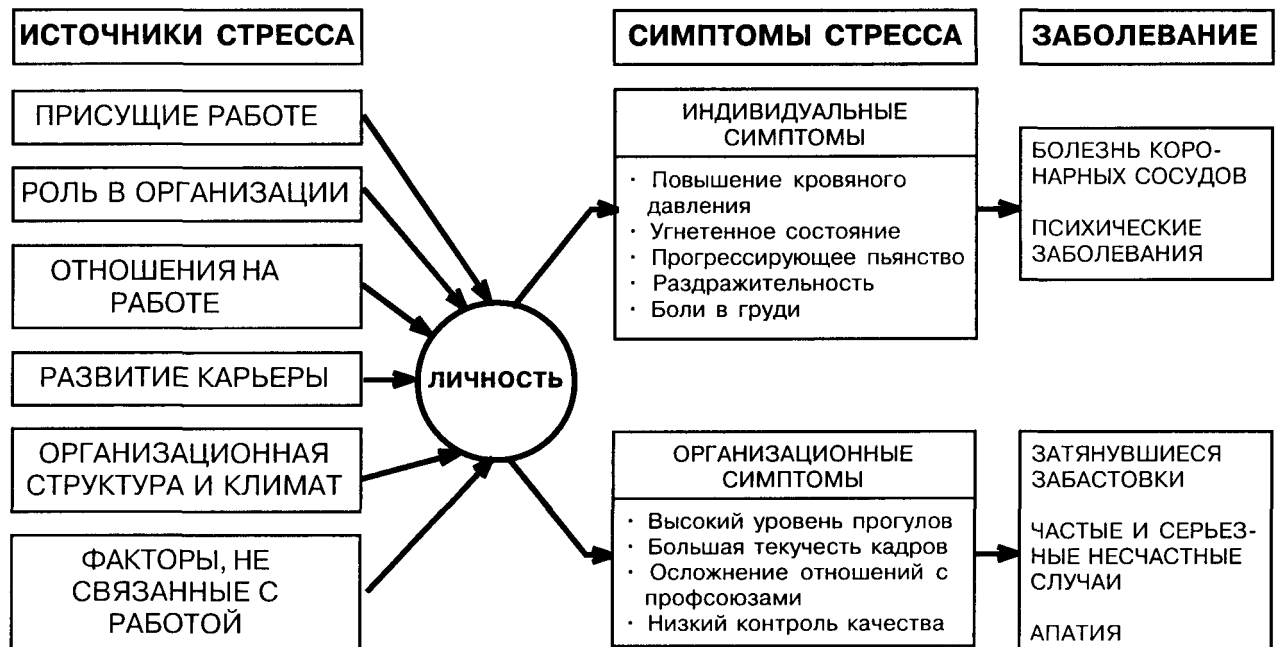 ИСТОЧНИКИ СТРЕССА
ПРИСУЩИЕ РАБОТЕ
РОЛЬ В ОРГАНИЗАЦИИ
ОТНОШЕНИЯ НА
РАБОТЕ
РАЗВИТИЕ КАРЬЕРЫ
ОРГАНИЗАЦИОННАЯ
СТРУКТУРА И КЛИМАТ
ФАКТОРЫ, НЕ
СВЯЗАННЫЕ С
РАБОТОЙ
ЛИЧНОСТЬ
СИМПТОМЫ СТРЕССА
ИНДИВИДУАЛЬНЫЕ
СИМПТОМЫ
· Повышение кровяного
давления
· Угнетенное состояние
· Прогрессирующее пьянство
· Раздражительность
· Боли в груди
ОРГАНИЗАЦИОННЫЕ
СИМПТОМЫ
· Высокий уровень прогулов
· Большая текучесть кадров
· Осложнение отношений с
профсоюзами
· Низкий контроль качества
ЗАБОЛЕВАНИЕ
БОЛЕЗНЬ КОРО-
НАРНЫХ СОСУДОВ
ПСИХИЧЕСКИЕ
ЗАБОЛЕВАНИЯ
ЗАТЯНУВШИЕСЯ
ЗАБАСТОВКИ
ЧАСТЫЕ И СЕРЬЕЗ-
НЫЕ НЕСЧАСТНЫЕ
СЛУЧАИ
АПАТИЯ